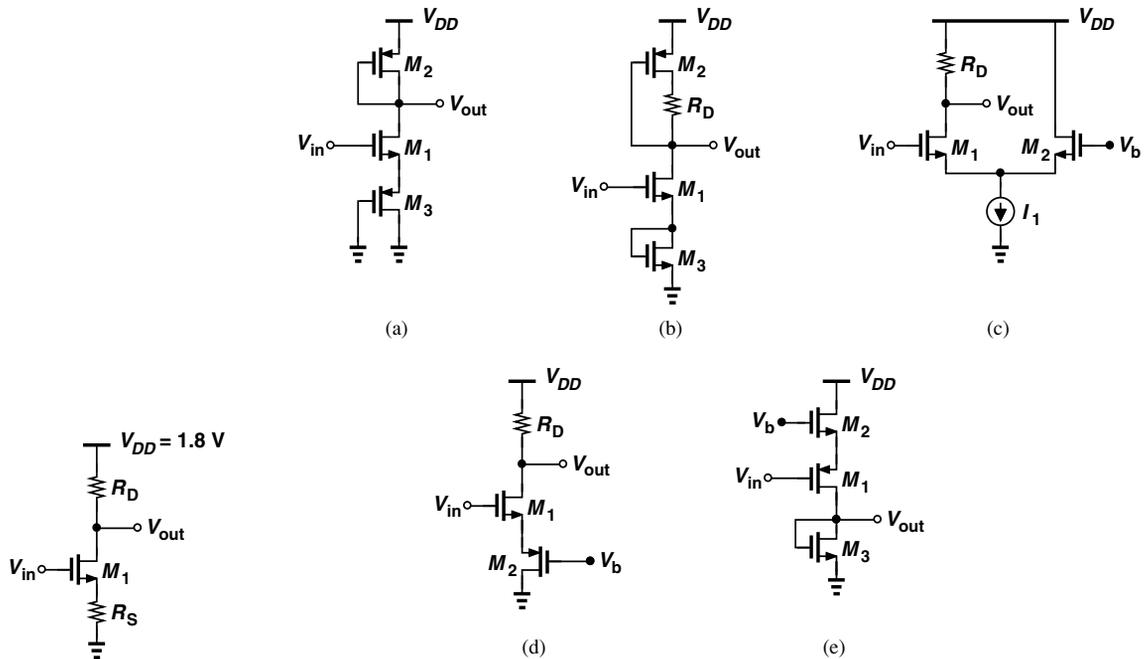 V_DD
M_2
V_out
V_in
M_1
M_3
(a)
V_DD
M_2
R_D
V_out
V_in
M_1
M_3
(b)
V_DD
R_D
V_out
V_in
M_1
M_2
V_b
I_1
(c)
V_DD = 1.8 V
R_D
V_out
V_in
M_1
R_S
V_DD
R_D
V_out
V_in
M_1
M_2
V_b
(d)
V_DD
V_b
M_2
V_in
M_1
V_out
M_3
(e)